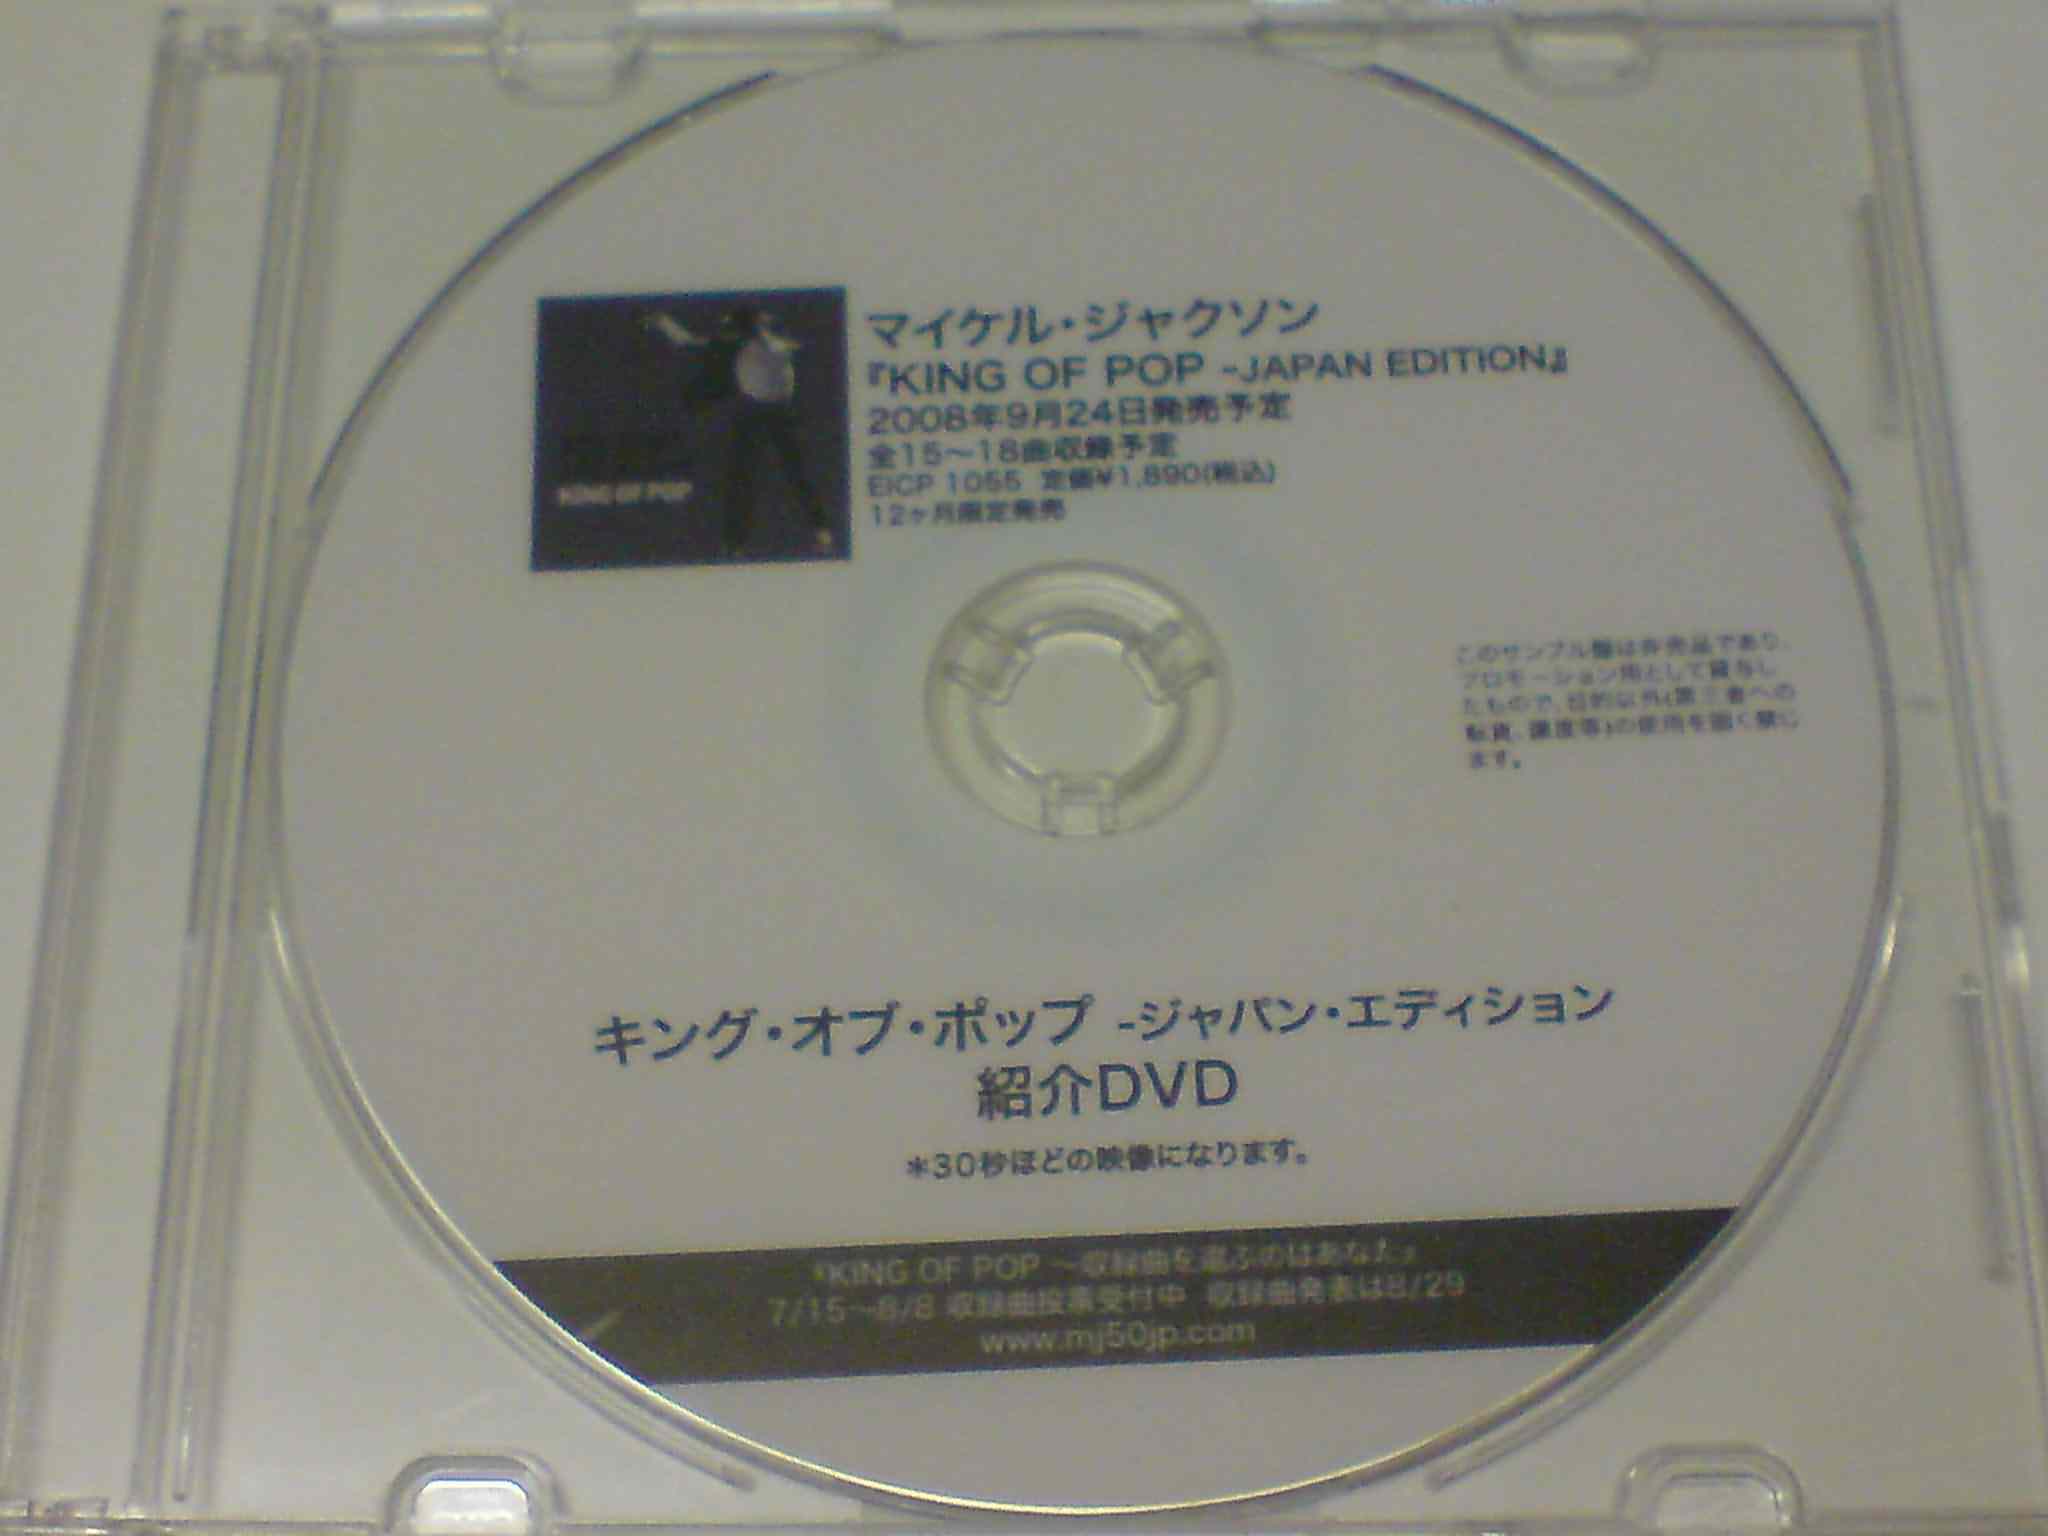 マイケル・ジャクソン
『KING OF POP -JAPAN EDITION』
2008年9月24日発売予定
全15～18曲収録予定
EICP 1055 定価¥1,890(税込)
12ヶ月限定発売
KING OF POP
このサンプル盤は非売品であり、
プロモーション用として貸与し
たもので、目的以外(第三者への
転貸、譲渡等)の使用を固く禁じ
ます。
キング・オブ・ポップ -ジャパン・エディション
紹介DVD
＊30秒ほどの映像になります。
『KING OF POP ～収録曲を選ぶのはあなた』
7/15～8/8 収録曲投票受付中 収録曲発表は8/29
www.mj50jp.com